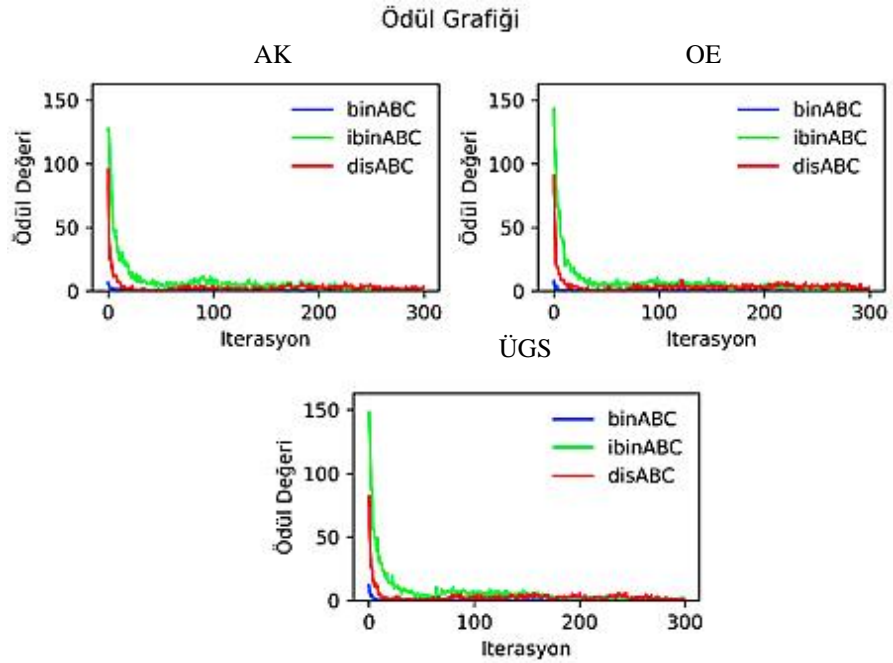 Ödül Grafiği
AK
150
100
50
0
Ödül Değeri
binABC
ibinABC
disABC
0 100 200 300
Iterasyon
OE
150
100
50
0
Ödül Değeri
binABC
ibinABC
disABC
0 100 200 300
Iterasyon
ÜGS
150
100
50
0
Ödül Değeri
binABC
ibinABC
disABC
0 100 200 300
Iterasyon